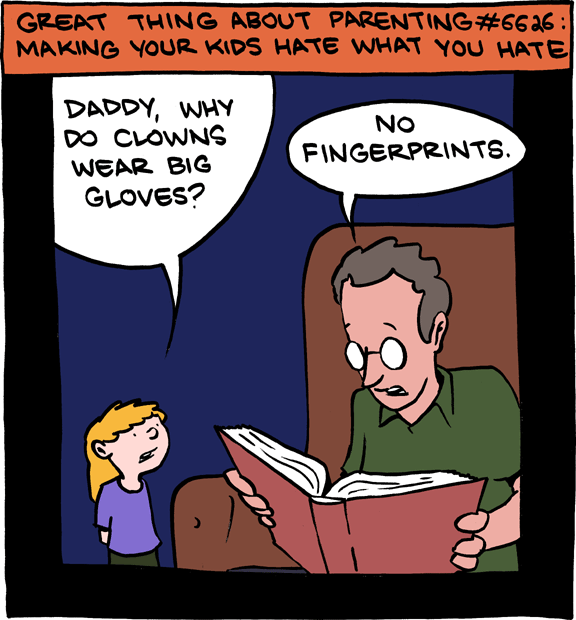 GREAT THING ABOUT PARENTING #6626:
MAKING YOUR KIDS HATE WHAT YOU HATE
DADDY, WHY
DO CLOWNS
WEAR BIG
GLOVES?
NO
FINGERPRINTS.